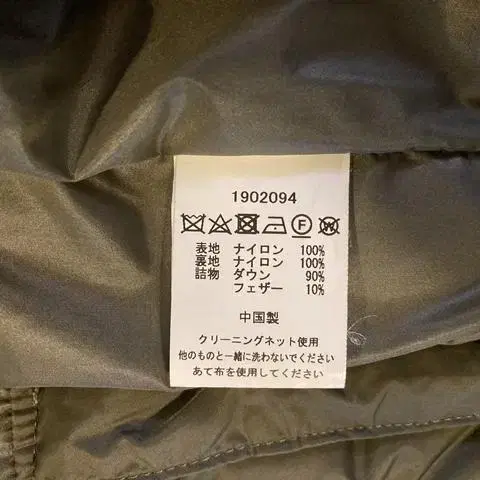 1902094
表地 ナイロン 100%
裏地 ナイロン 100%
詰物 ダウン 90%
フェザー 10%
中国製
クリーニングネット使用
他のものと一緒に洗わないでください
あて布を使用してください